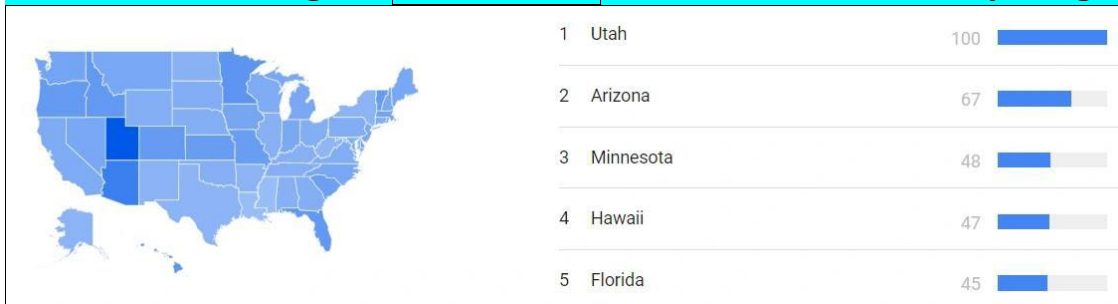 1 Utah 100
2 Arizona 67
3 Minnesota 48
4 Hawaii 47
5 Florida 45